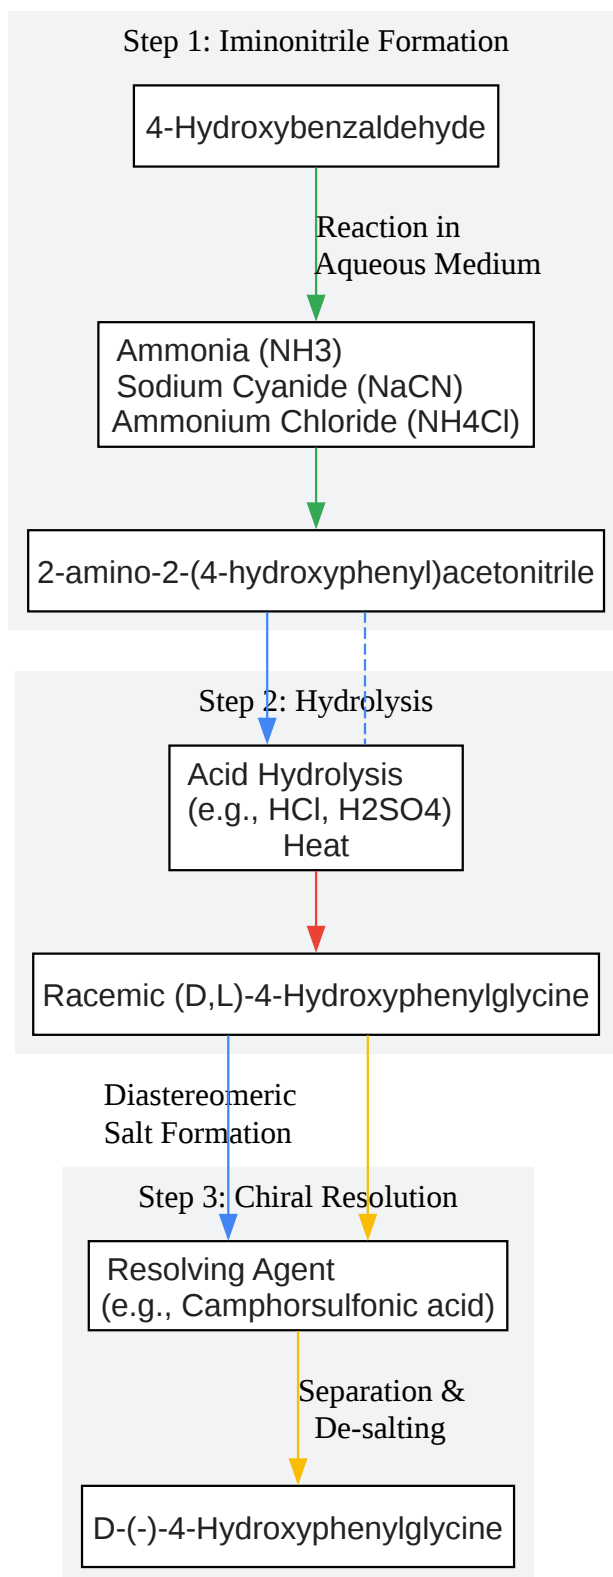 Step 1: Iminonitrile Formation
4-Hydroxybenzaldehyde
Reaction in
Aqueous Medium
Ammonia (NH3)
Sodium Cyanide (NaCN)
Ammonium Chloride (NH4Cl)
2-amino-2-(4-hydroxyphenyl)acetonitrile
Step 2: Hydrolysis
Acid Hydrolysis
(e.g., HCl, H2SO4)
Heat
Racemic (D,L)-4-Hydroxyphenylglycine
Diastereomeric
Salt Formation
Step 3: Chiral Resolution
Resolving Agent
(e.g., Camphorsulfonic acid)
Separation &
De-salting
D-(-)-4-Hydroxyphenylglycine